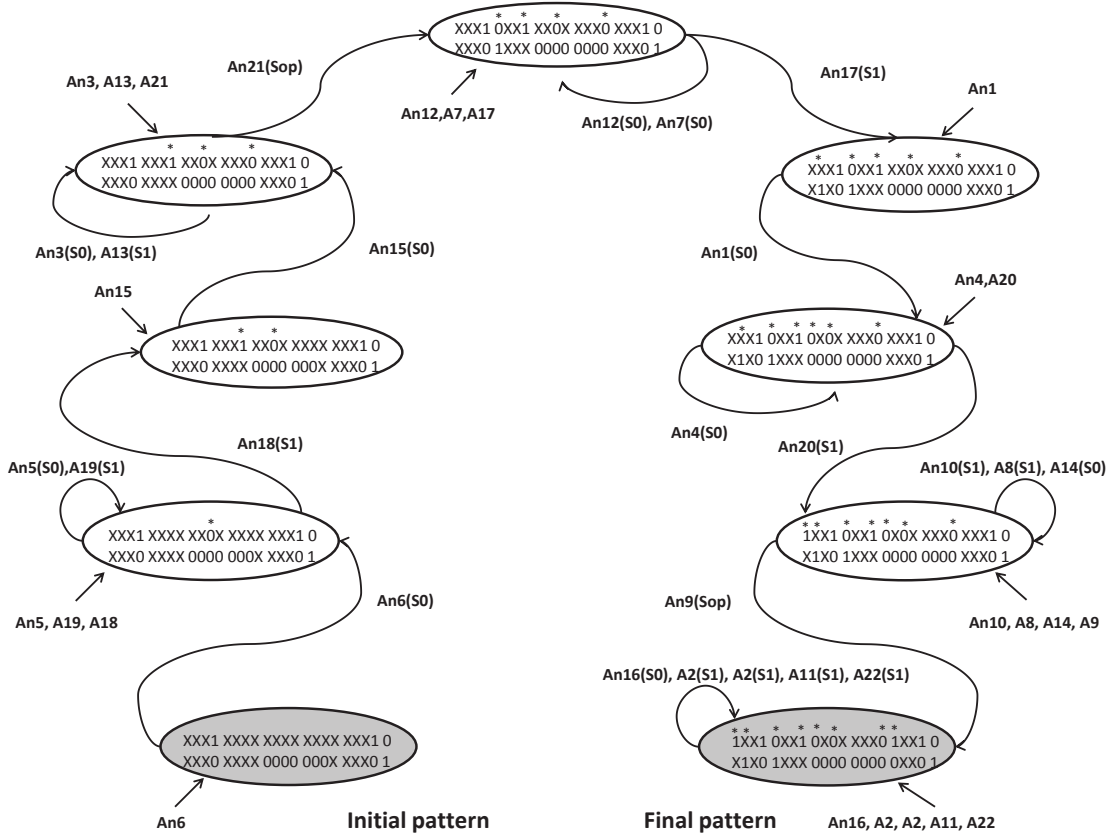 * * * *
XXX1 0XX1 XX0X XXX0 XXX1 0
XXX0 1XXX 0000 0000 XXX0 1
An21(Sop)
An17(S1)
An3, A13, A21
An12,A7,A17
An12(S0), An7(S0)
An1
* * *
XXX1 XXX1 XX0X XXX0 XXX1 0
XXX0 XXXX 0000 0000 XXX0 1
* * * * *
XXX1 0XX1 XX0X XXX0 XXX1 0
X1X0 1XXX 0000 0000 XXX0 1
An3(S0), A13(S1)
An15(S0)
An1(S0)
An15
An4,A20
* *
XXX1 XXX1 XX0X XXXX XXX1 0
XXX0 XXXX 0000 000X XXX0 1
* * * * * *
XXX1 0XX1 0X0X XXX0 XXX1 0
X1X0 1XXX 0000 0000 XXX0 1
An18(S1)
An4(S0)
An20(S1)
An5(S0),A19(S1)
An10(S1), A8(S1), A14(S0)
*
XXX1 XXXX XX0X XXXX XXX1 0
XXX0 XXXX 0000 000X XXX0 1
* * * * * * *
1XX1 0XX1 0X0X XXX0 XXX1 0
X1X0 1XXX 0000 0000 XXX0 1
An5, A19, A18
An6(S0)
An9(Sop)
An10, A8, A14, A9
An16(S0), A2(S1), A2(S1), A11(S1), A22(S1)
XXX1 XXXX XXXX XXXX XXX1 0
XXX0 XXXX 0000 000X XXX0 1
* * * * * * * *
1XX1 0XX1 0X0X XXX0 1XX1 0
X1X0 1XXX 0000 0000 0XX0 1
An6
Initial pattern
Final pattern
An16, A2, A2, A11, A22